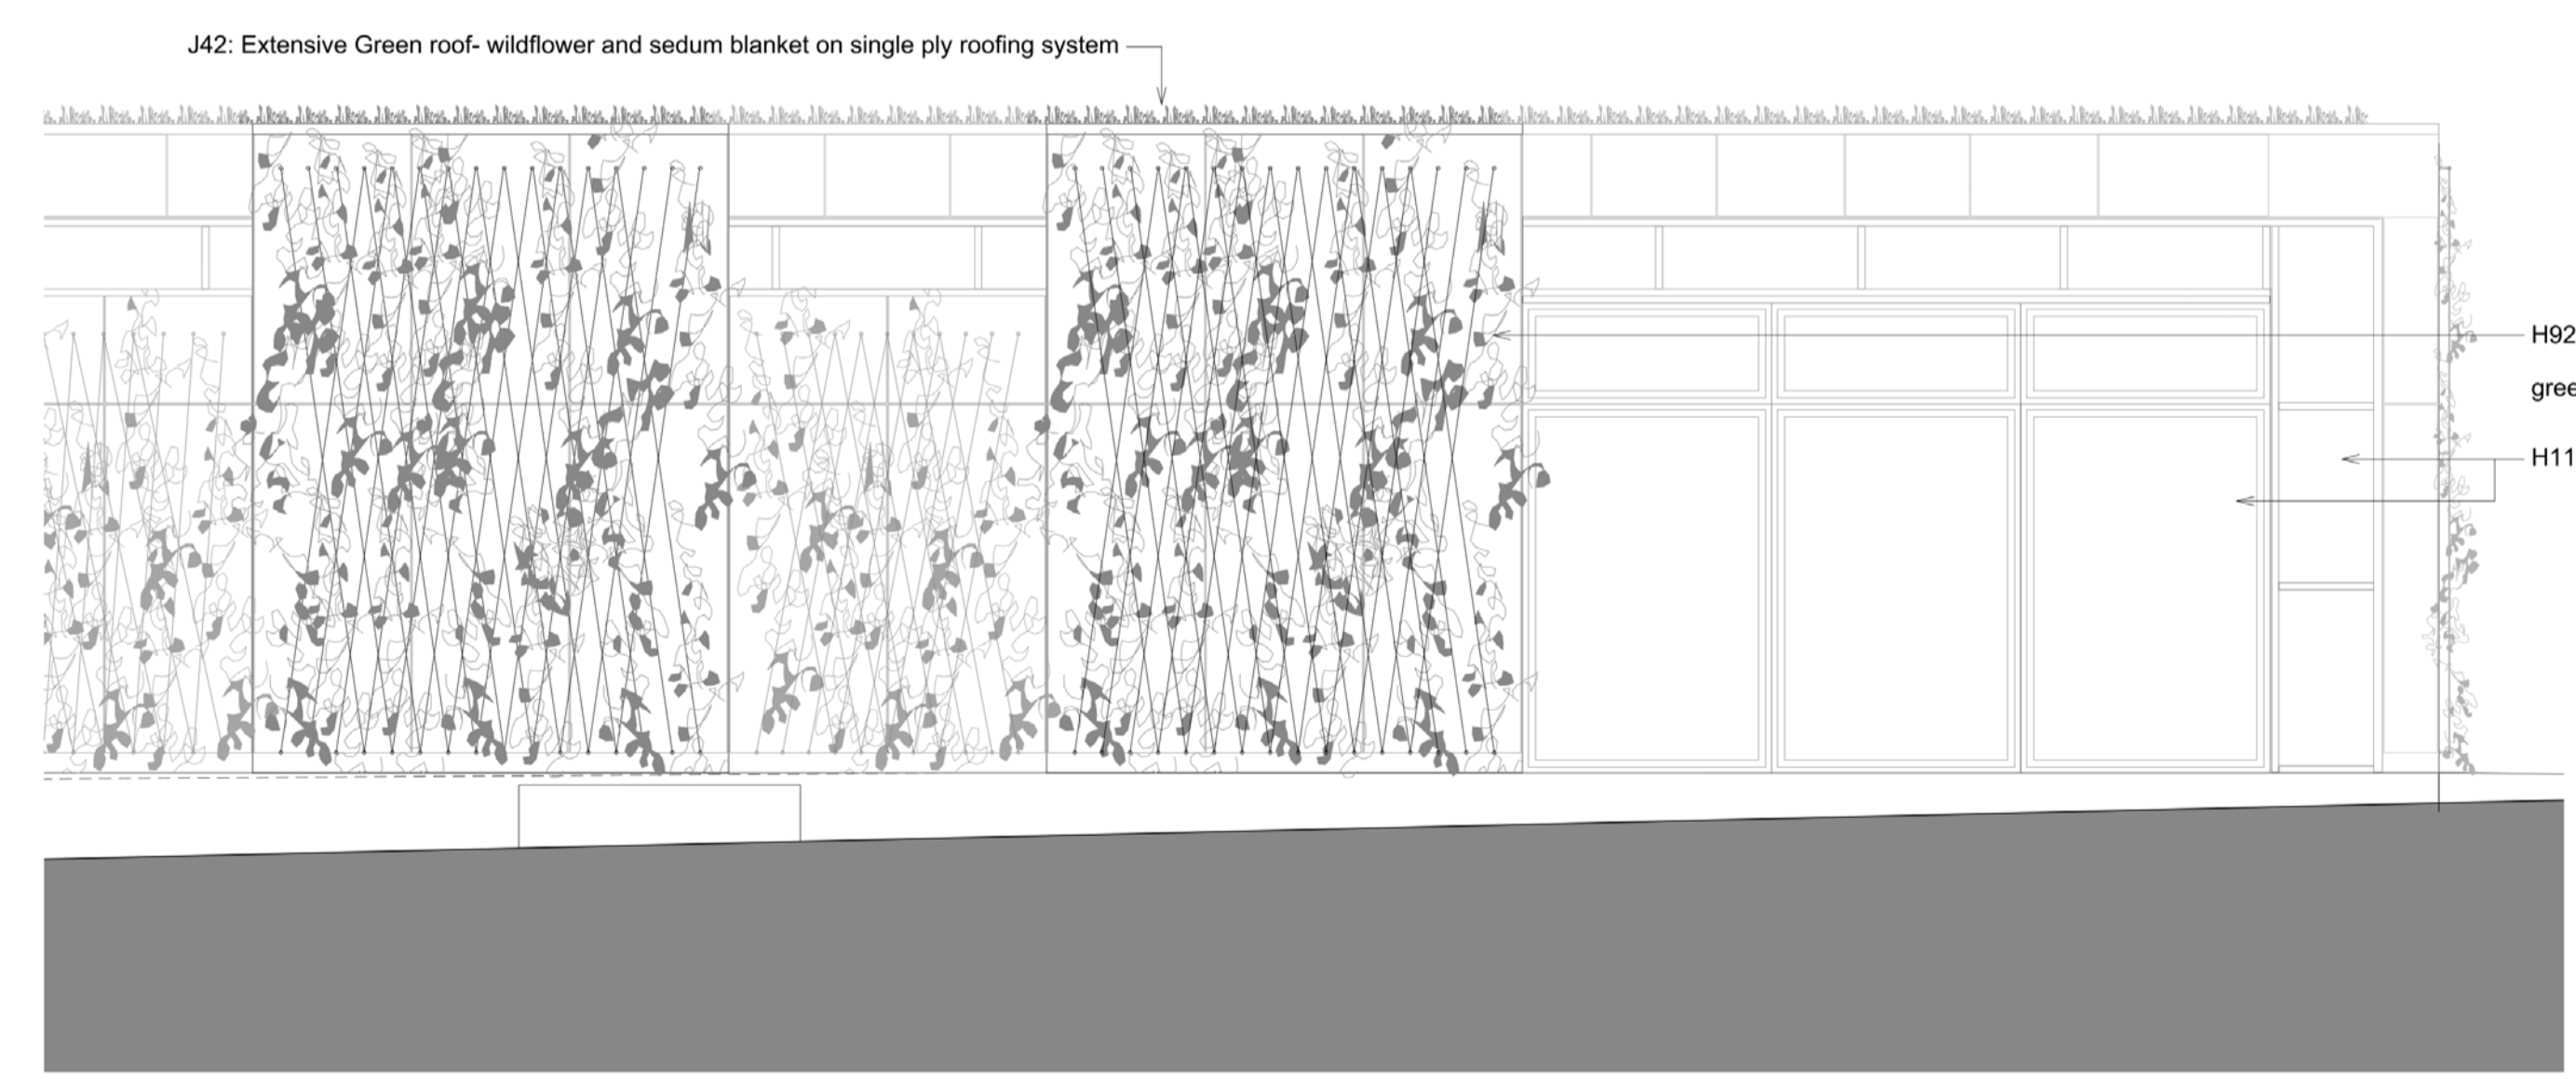 J42: Extensive Green roof- wildflower and sedum blanket on single ply roofing system
H92
gree
H11